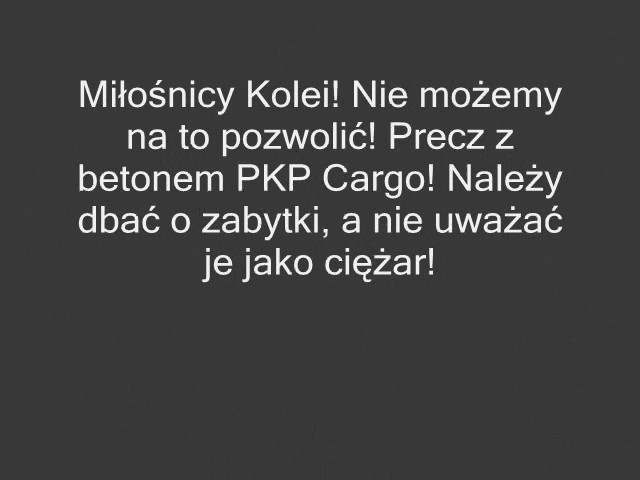 Miłośnicy Kolei! Nie możemy
na to pozwolić! Precz z
betonem PKP Cargo! Należy
dbać o zabytki, a nie uważać
je jako ciężar!